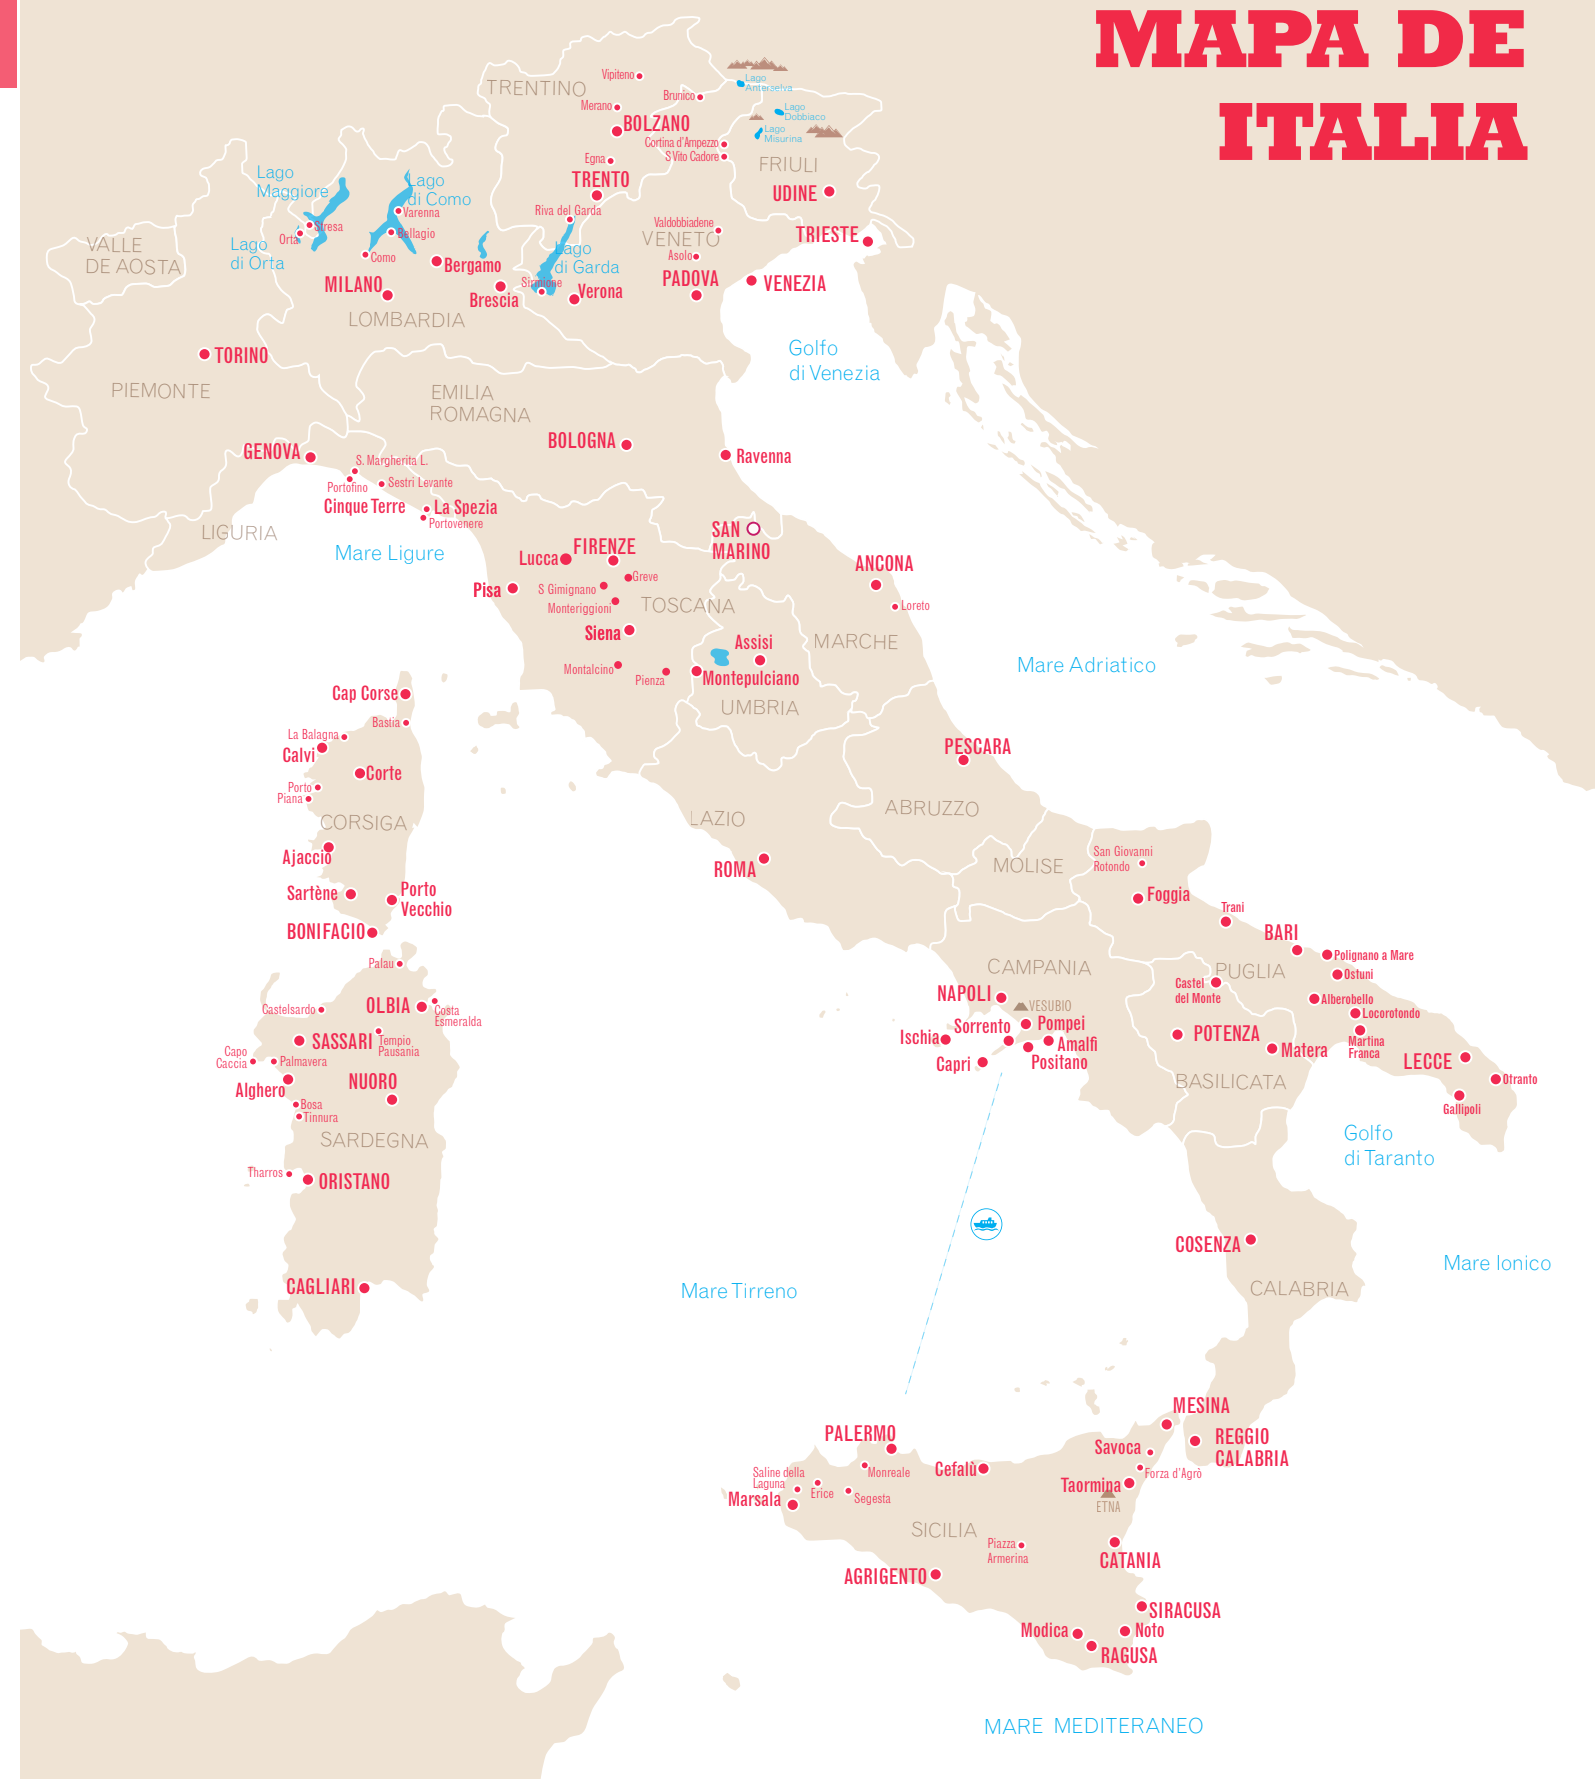 MAPA DE
ITALIA
TRENTINO
Vipiteno
Brunico
Merano
BOLZANO
Lago
Anterselva
Lago
Dobbiaco
Lago
Misurina
Cortina d'Ampezzo
S Vito Cadore
Egna
TRENTO
FRIULI
UDINE
Lago
Maggiore
Lago
di Como
Varenna
Stresa
Orta
Bellagio
Riva del Garda
Valdobbiadene
VENETO
TRIESTE
VALLE
DE AOSTA
Lago
di Orta
Como
Bergamo
Lago
di Garda
Asolo
PADOVA
VENEZIA
MILANO
Brescia
Sirmione
Verona
LOMBARDIA
TORINO
Golfo
di Venezia
PIEMONTE
EMILIA
ROMAGNA
GENOVA
BOLOGNA
Ravenna
S. Margherita L.
Portofino
Sestri Levante
Cinque Terre
La Spezia
Portovenere
LIGURIA
Mare Ligure
SAN
MARINO
Lucca
FIRENZE
ANCONA
Pisa
Greve
S Gimignano
Monteriggioni
TOSCANA
Loreto
Siena
Assisi
MARCHE
Montalcino
Pienza
Montepulciano
UMBRIA
Mare Adriatico
Cap Corse
Bastia
La Balagna
Calvi
Corte
PESCARA
Porto
Piana
CORSIGA
LAZIO
ABRUZZO
Ajaccio
ROMA
MOLISE
San Giovanni
Rotondo
Sartène
Porto
Vecchio
Foggia
Trani
BONIFACIO
BARI
Polignano a Mare
Palau
CAMPANIA
PUGLIA
Ostuni
Castel
del Monte
Castelsardo
OLBIA
Costa
Esmeralda
NAPOLI
VESUBIO
Alberobello
Locorotondo
SASSARI
Tempio
Pausania
Ischia
Sorrento
Pompei
Amalfi
Positano
Capri
POTENZA
Matera
Martina
Franca
LECCE
Capo
Caccia
Palmavera
Alghero
NUORO
BASILICATA
Otranto
Gallipoli
Bosa
Tinnura
SARDEGNA
Golfo
di Taranto
Tharros
ORISTANO
COSENZA
Mare Ionico
CAGLIARI
Mare Tirreno
CALABRIA
MESINA
PALERMO
REGGIO
CALABRIA
Savoca
Cefalù
Monreale
Forza d'Agrò
Saline della
Laguna
Erice
Segesta
Taormina
ETNA
Marsala
SICILIA
Piazza
Armerina
CATANIA
AGRIGENTO
SIRACUSA
Modica
Noto
RAGUSA
MARE MEDITERANEO